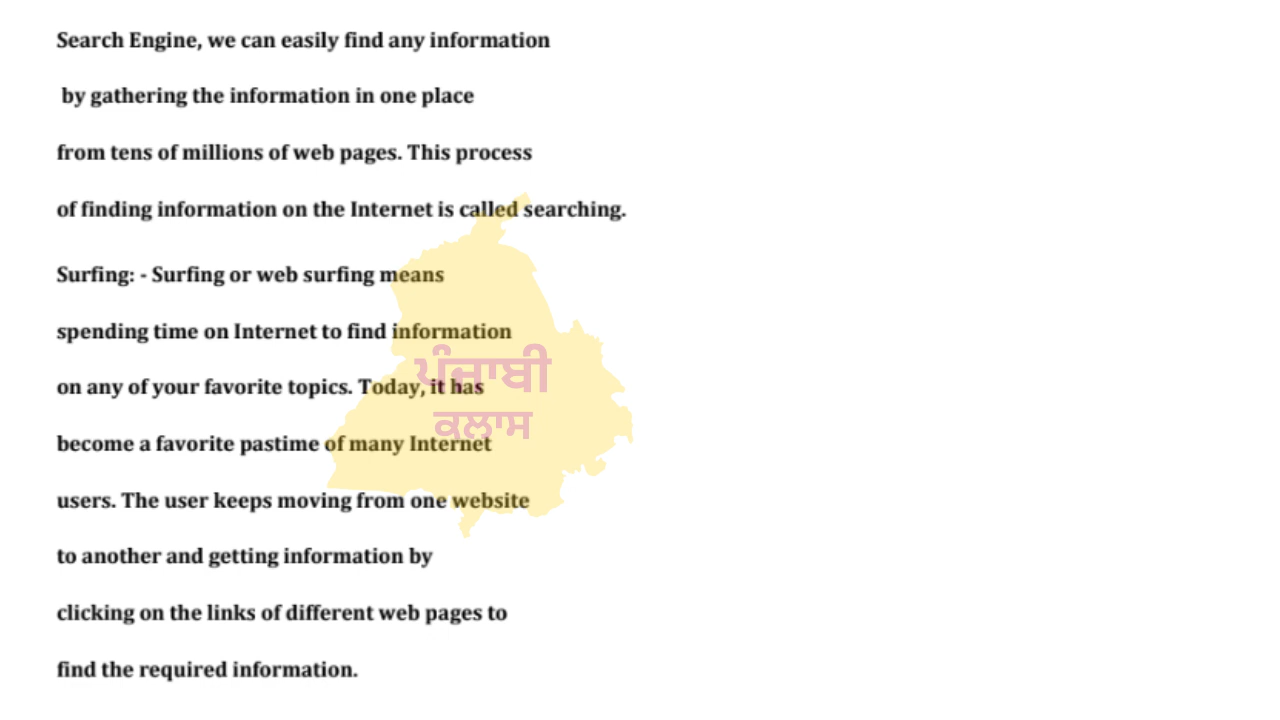 Search Engine, we can easily find any information
by gathering the information in one place
from tens of millions of web pages. This process
of finding information on the Internet is called searching.
Surfing: - Surfing or web surfing means
spending time on Internet to find information
on any of your favorite topics. Today, it has
ਪੰਜਾਬੀ
ਕਲਾਸ
become a favorite pastime of many Internet
users. The user keeps moving from one website
to another and getting information by
clicking on the links of different web pages to
find the required information.